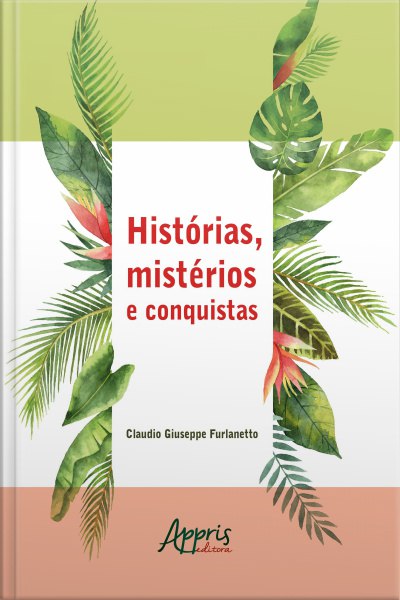 Histórias,
mistérios
e conquistas
Claudio Giuseppe Furlanetto
Appris
editora